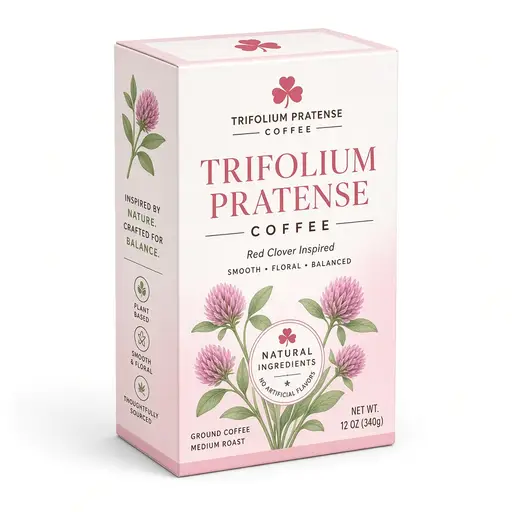 TRIFOLIUM PRATENSE
COFFEE
TRIFOLIUM
PRATENSE
COFFEE
Red Clover Inspired
SMOOTH • FLORAL • BALANCED
NATURAL
INGREDIENTS
NO ARTIFICIAL FLAVORS
GROUND COFFEE
MEDIUM ROAST
NET WT.
12 OZ (340g)
INSPIRED BY
NATURE.
CRAFTED FOR
BALANCE.
PLANT
BASED
SMOOTH
& FLORAL
THOUGHTFULLY
SOURCED